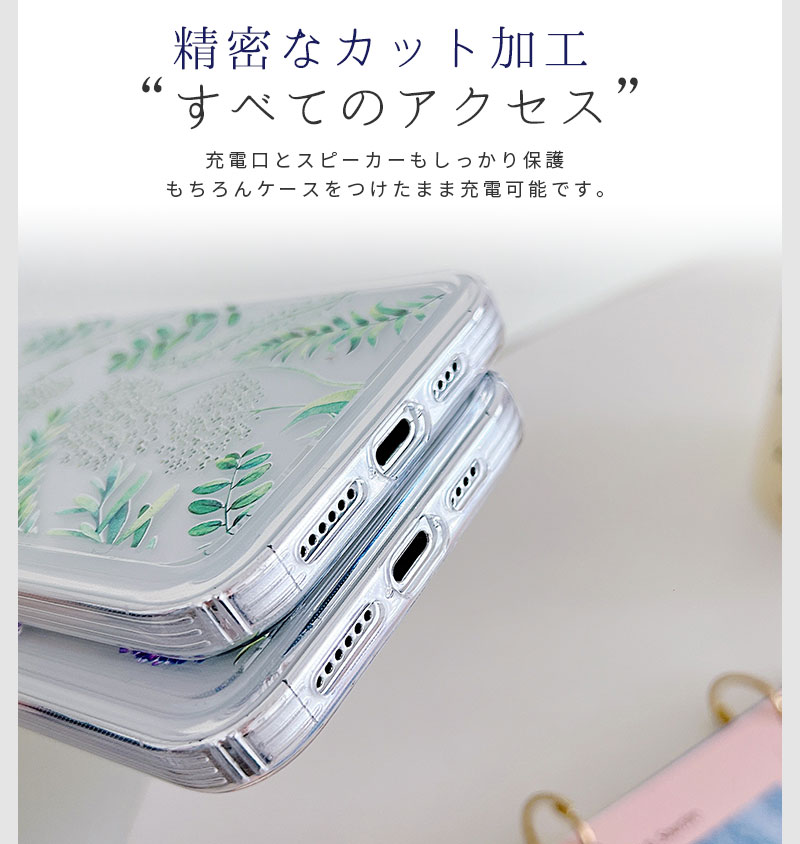 精密なカット加工
“すべてのアクセス”
充電口とスピーカーもしっかり保護
もちろんケースをつけたまま充電可能です。